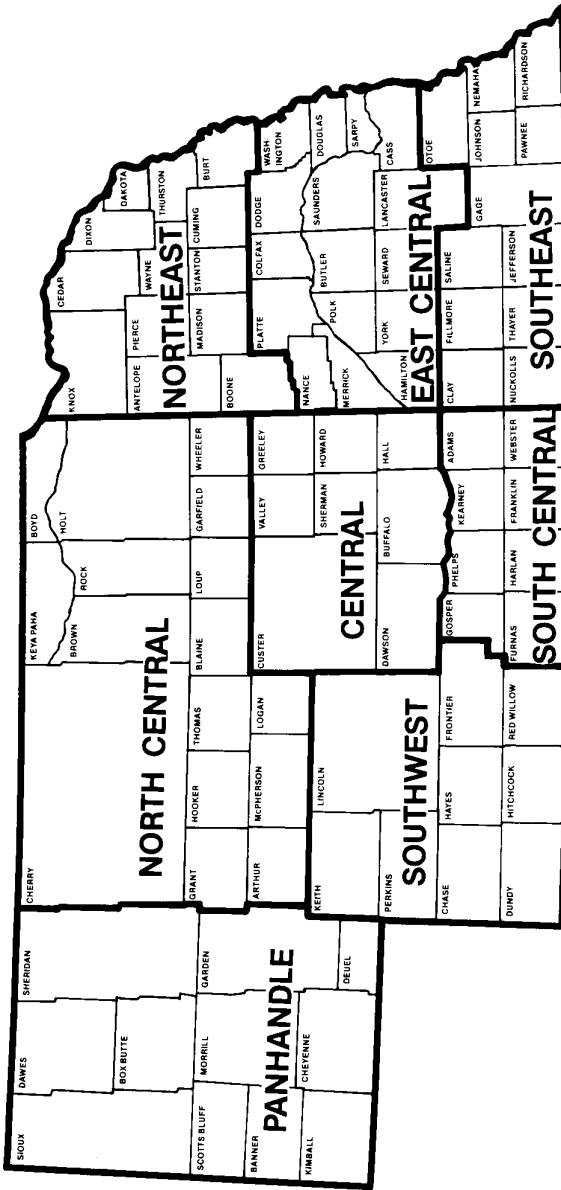 SIOUX
DAWES
BOX BUTTE
SHERIDAN
SCOTTS BLUFF
MORRILL
GARDEN
BANNER
KIMBALL
CHEYENNE
DEUEL
PANHANDLE
CHERRY
KEYA PAHA
BOYD
BROWN
ROCK
HOLT
GRANT
HOOKER
THOMAS
BLAINE
LOUP
GARFIELD
WHEELER
ARTHUR
McPHERSON
LOGAN
NORTH CENTRAL
KNOX
CEDAR
DIXON
DAKOTA
ANTELOPE
PIERCE
WAYNE
THURSTON
BOONE
MADISON
STANTON
CUMING
BURT
NORTHEAST
CUSTER
VALLEY
GREELEY
SHERMAN
HOWARD
DAWSON
BUFFALO
HALL
CENTRAL
NANCE
PLATTE
COLFAX
DODGE
WASH-
INGTON
MERRICK
POLK
BUTLER
SAUNDERS
DOUGLAS
SARPY
HAMILTON
YORK
SEWARD
LANCASTER
CASS
EAST CENTRAL
KEITH
LINCOLN
PERKINS
CHASE
HAYES
FRONTIER
DUNDY
HITCHCOCK
RED WILLOW
SOUTHWEST
GOSPER
PHELPS
KEARNEY
ADAMS
FURNAS
HARLAN
FRANKLIN
WEBSTER
SOUTH CENTRAL
CLAY
FILLMORE
SALINE
GAGE
OTOE
JOHNSON
NEMAHA
NUCKOLLS
THAYER
JEFFERSON
PAWNEE
RICHARDSON
SOUTHEAST